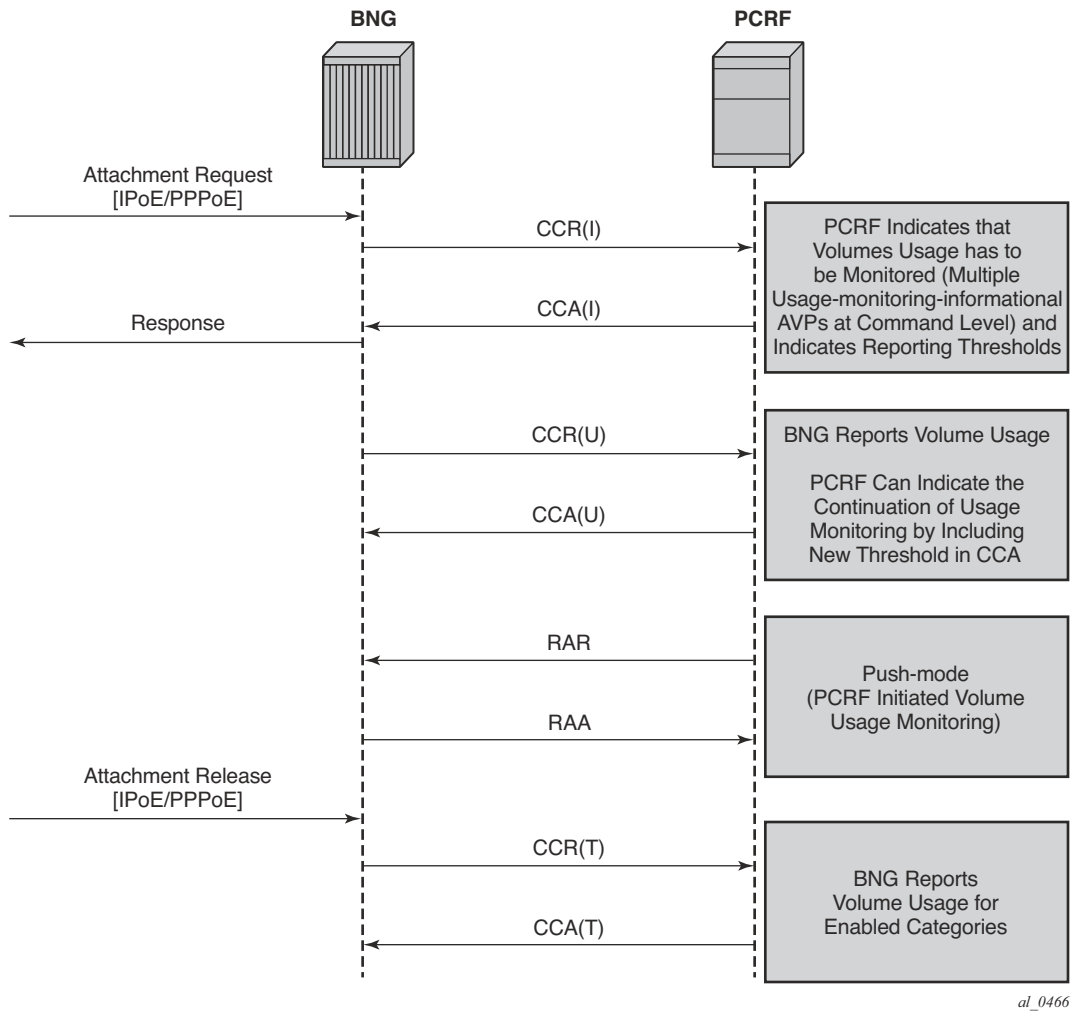 BNG
PCRF
Attachment Request
[IPoE/PPPoE]
CCR(I)
CCA(I)
Response
PCRF Indicates that
Volumes Usage has to
be Monitored (Multiple
Usage-monitoring-informational
AVPs at Command Level) and
Indicates Reporting Thresholds
CCR(U)
CCA(U)
BNG Reports Volume Usage
PCRF Can Indicate the
Continuation of Usage
Monitoring by Including
New Threshold in CCA
RAR
RAA
Push-mode
(PCRF Initiated Volume
Usage Monitoring)
Attachment Release
[IPoE/PPPoE]
CCR(T)
CCA(T)
BNG Reports
Volume Usage for
Enabled Categories
al_0466